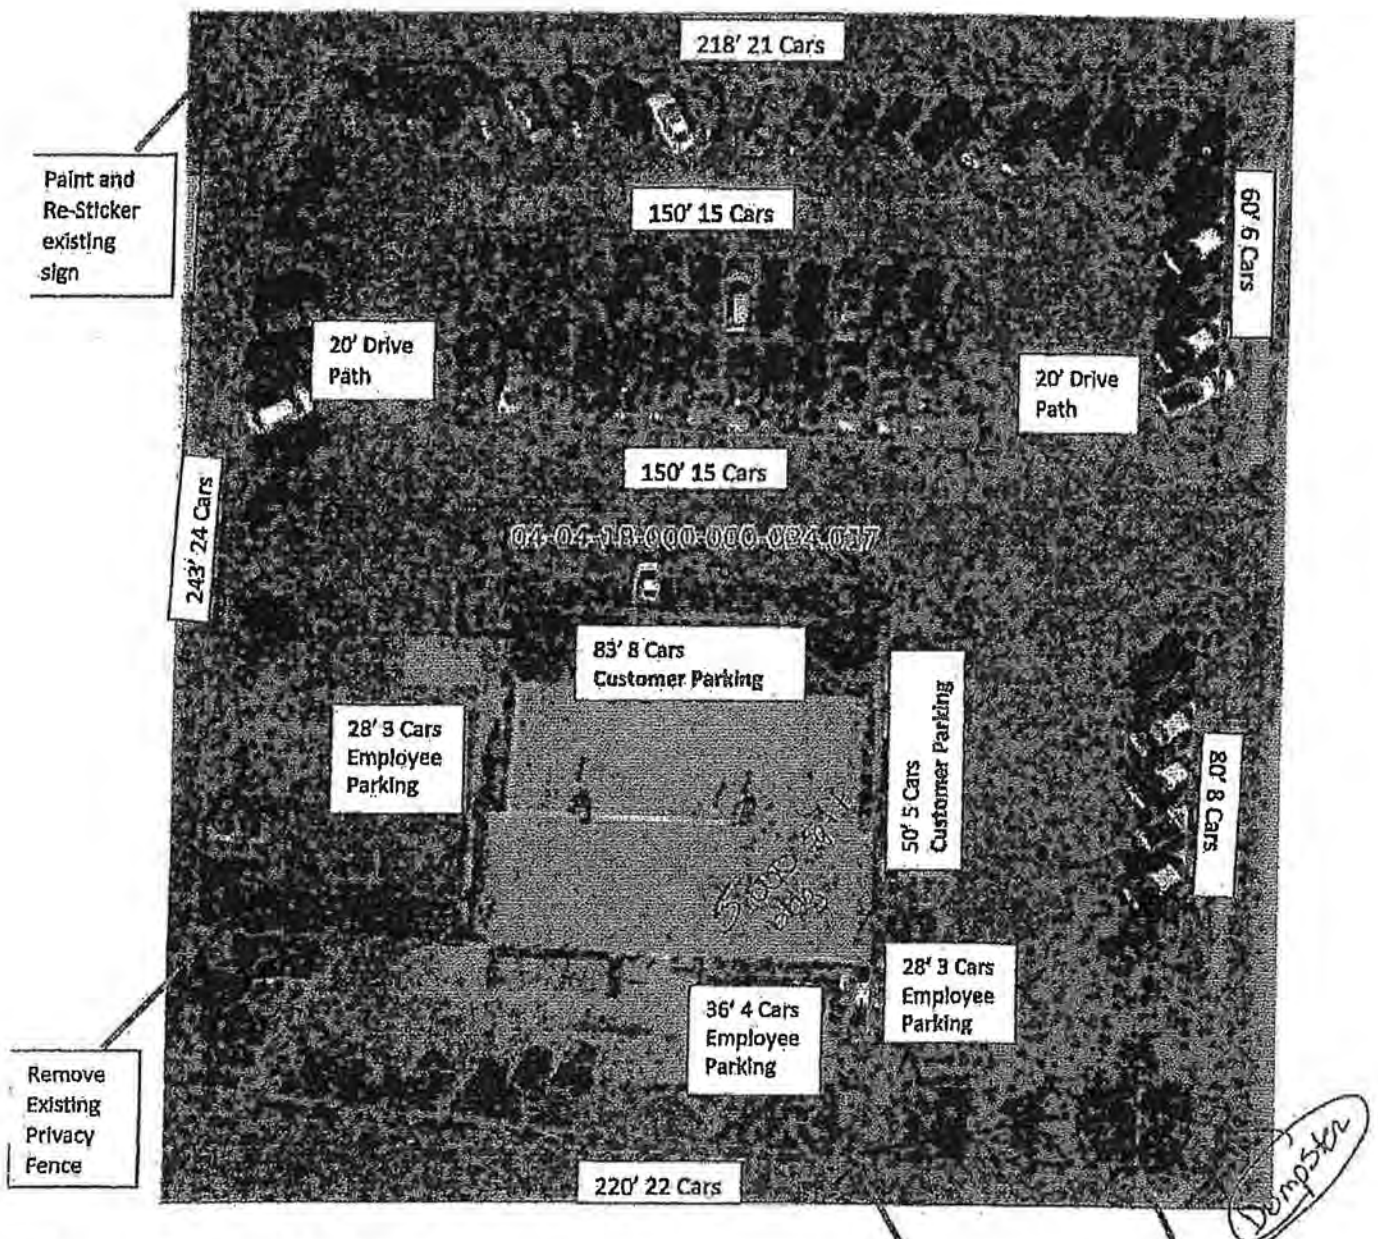 218' 21 Cars
Paint and
Re-Sticker
existing
sign
150' 15 Cars
60' 6 Cars
20' Drive
Path
20' Drive
Path
150' 15 Cars
243' 24 Cars
04-04-18-000-000-034.017
83' 8 Cars
Customer Parking
28' 3 Cars
Employee
Parking
50' 5 Cars
Customer Parking
80' 8 Cars
28' 3 Cars
Employee
Parking
36' 4 Cars
Employee
Parking
Remove
Existing
Privacy
Fence
220' 22 Cars
Dempster